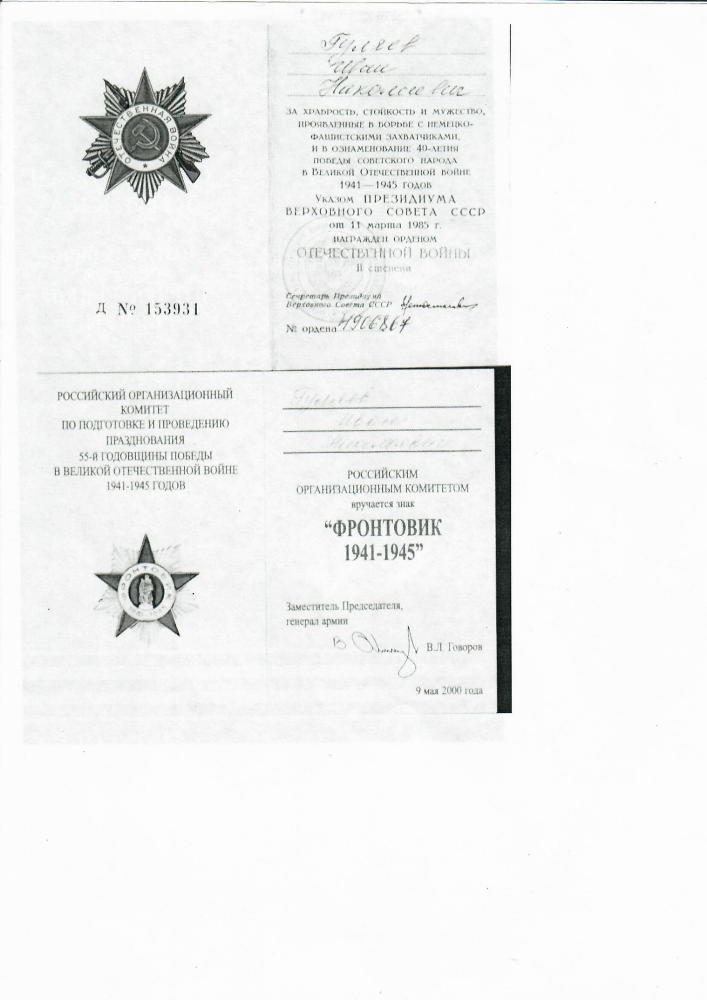 Гуляев
Иван
Николаевич
ОТЕЧЕСТВЕННАЯ ВОЙНА
ЗА ХРАБРОСТЬ, СТОЙКОСТЬ И МУЖЕСТВО,
ПРОЯВЛЕННЫЕ В БОРЬБЕ С НЕМЕЦКО-
ФАШИСТСКИМИ ЗАХВАТЧИКАМИ,
И В ОЗНАМЕНОВАНИЕ 40-ЛЕТИЯ
ПОБЕДЫ СОВЕТСКОГО НАРОДА
В ВЕЛИКОЙ ОТЕЧЕСТВЕННОЙ ВОЙНЕ
1941—1945 ГОДОВ
УКАЗОМ ПРЕЗИДИУМА
ВЕРХОВНОГО СОВЕТА СССР
от 11 марта 1985 г.
НАГРАЖДЕН ОРДЕНОМ
ОТЕЧЕСТВЕННОЙ ВОЙНЫ
II степени
Д № 153931
Секретарь Президиума
Верховного Совета СССР
№ ордена 4906867
РОССИЙСКИЙ ОРГАНИЗАЦИОННЫЙ
КОМИТЕТ
ПО ПОДГОТОВКЕ И ПРОВЕДЕНИЮ
ПРАЗДНОВАНИЯ
55-Й ГОДОВЩИНЫ ПОБЕДЫ
В ВЕЛИКОЙ ОТЕЧЕСТВЕННОЙ ВОЙНЕ
1941-1945 ГОДОВ
ФРОНТОВИК
1941-1945
Гуляев
Иван
Николаевич
РОССИЙСКИМ
ОРГАНИЗАЦИОННЫМ КОМИТЕТОМ
вручается знак
“ФРОНТОВИК
1941-1945”
Заместитель Председателя,
генерал армии
В.Л. Говоров
9 мая 2000 года